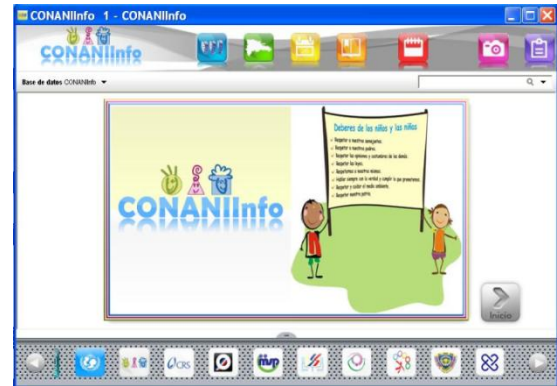 CONANIInfo 1 - CONANIInfo
CONANIInfo
Base de datos CONANIInfo
CONANIInfo
Deberes de los niños y las niñas
Respetar a nuestros semejantes.
Respetar a nuestros padres.
Respetar las opiniones y costumbres de los demás.
Respetar las leyes.
Respetarnos a nosotros mismos.
Hablar siempre con la verdad y cumplir lo que prometemos.
Respetar y cuidar el medio ambiente.
Respetar nuestra patria.
Inicio
CRS
mvp